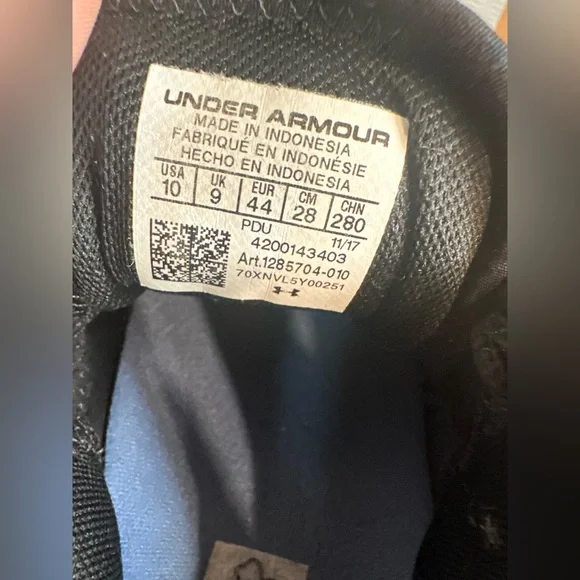 UNDER ARMOUR
MADE IN INDONESIA
FABRIQUÉ EN INDONÉSIE
HECHO EN INDONESIA
USA UK EUR CM CHN
10 9 44 28 280
PDU 11/17
4200143403
Art.1285704-010
70XNVL5Y00251